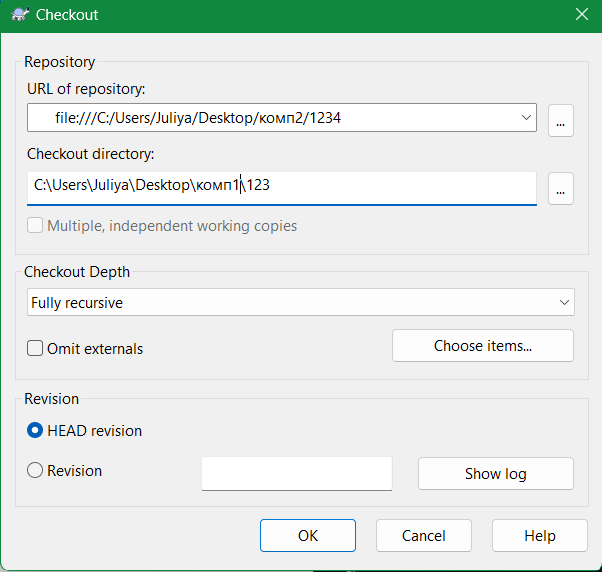 Checkout
Repository
URL of repository:
file:///C:/Users/Juliya/Desktop/комп2/1234
...
Checkout directory:
C:\Users\Juliya\Desktop\комп1\123
...
Multiple, independent working copies
Checkout Depth
Fully recursive
Omit externals
Choose items...
Revision
HEAD revision
Revision
Show log
OK
Cancel
Help